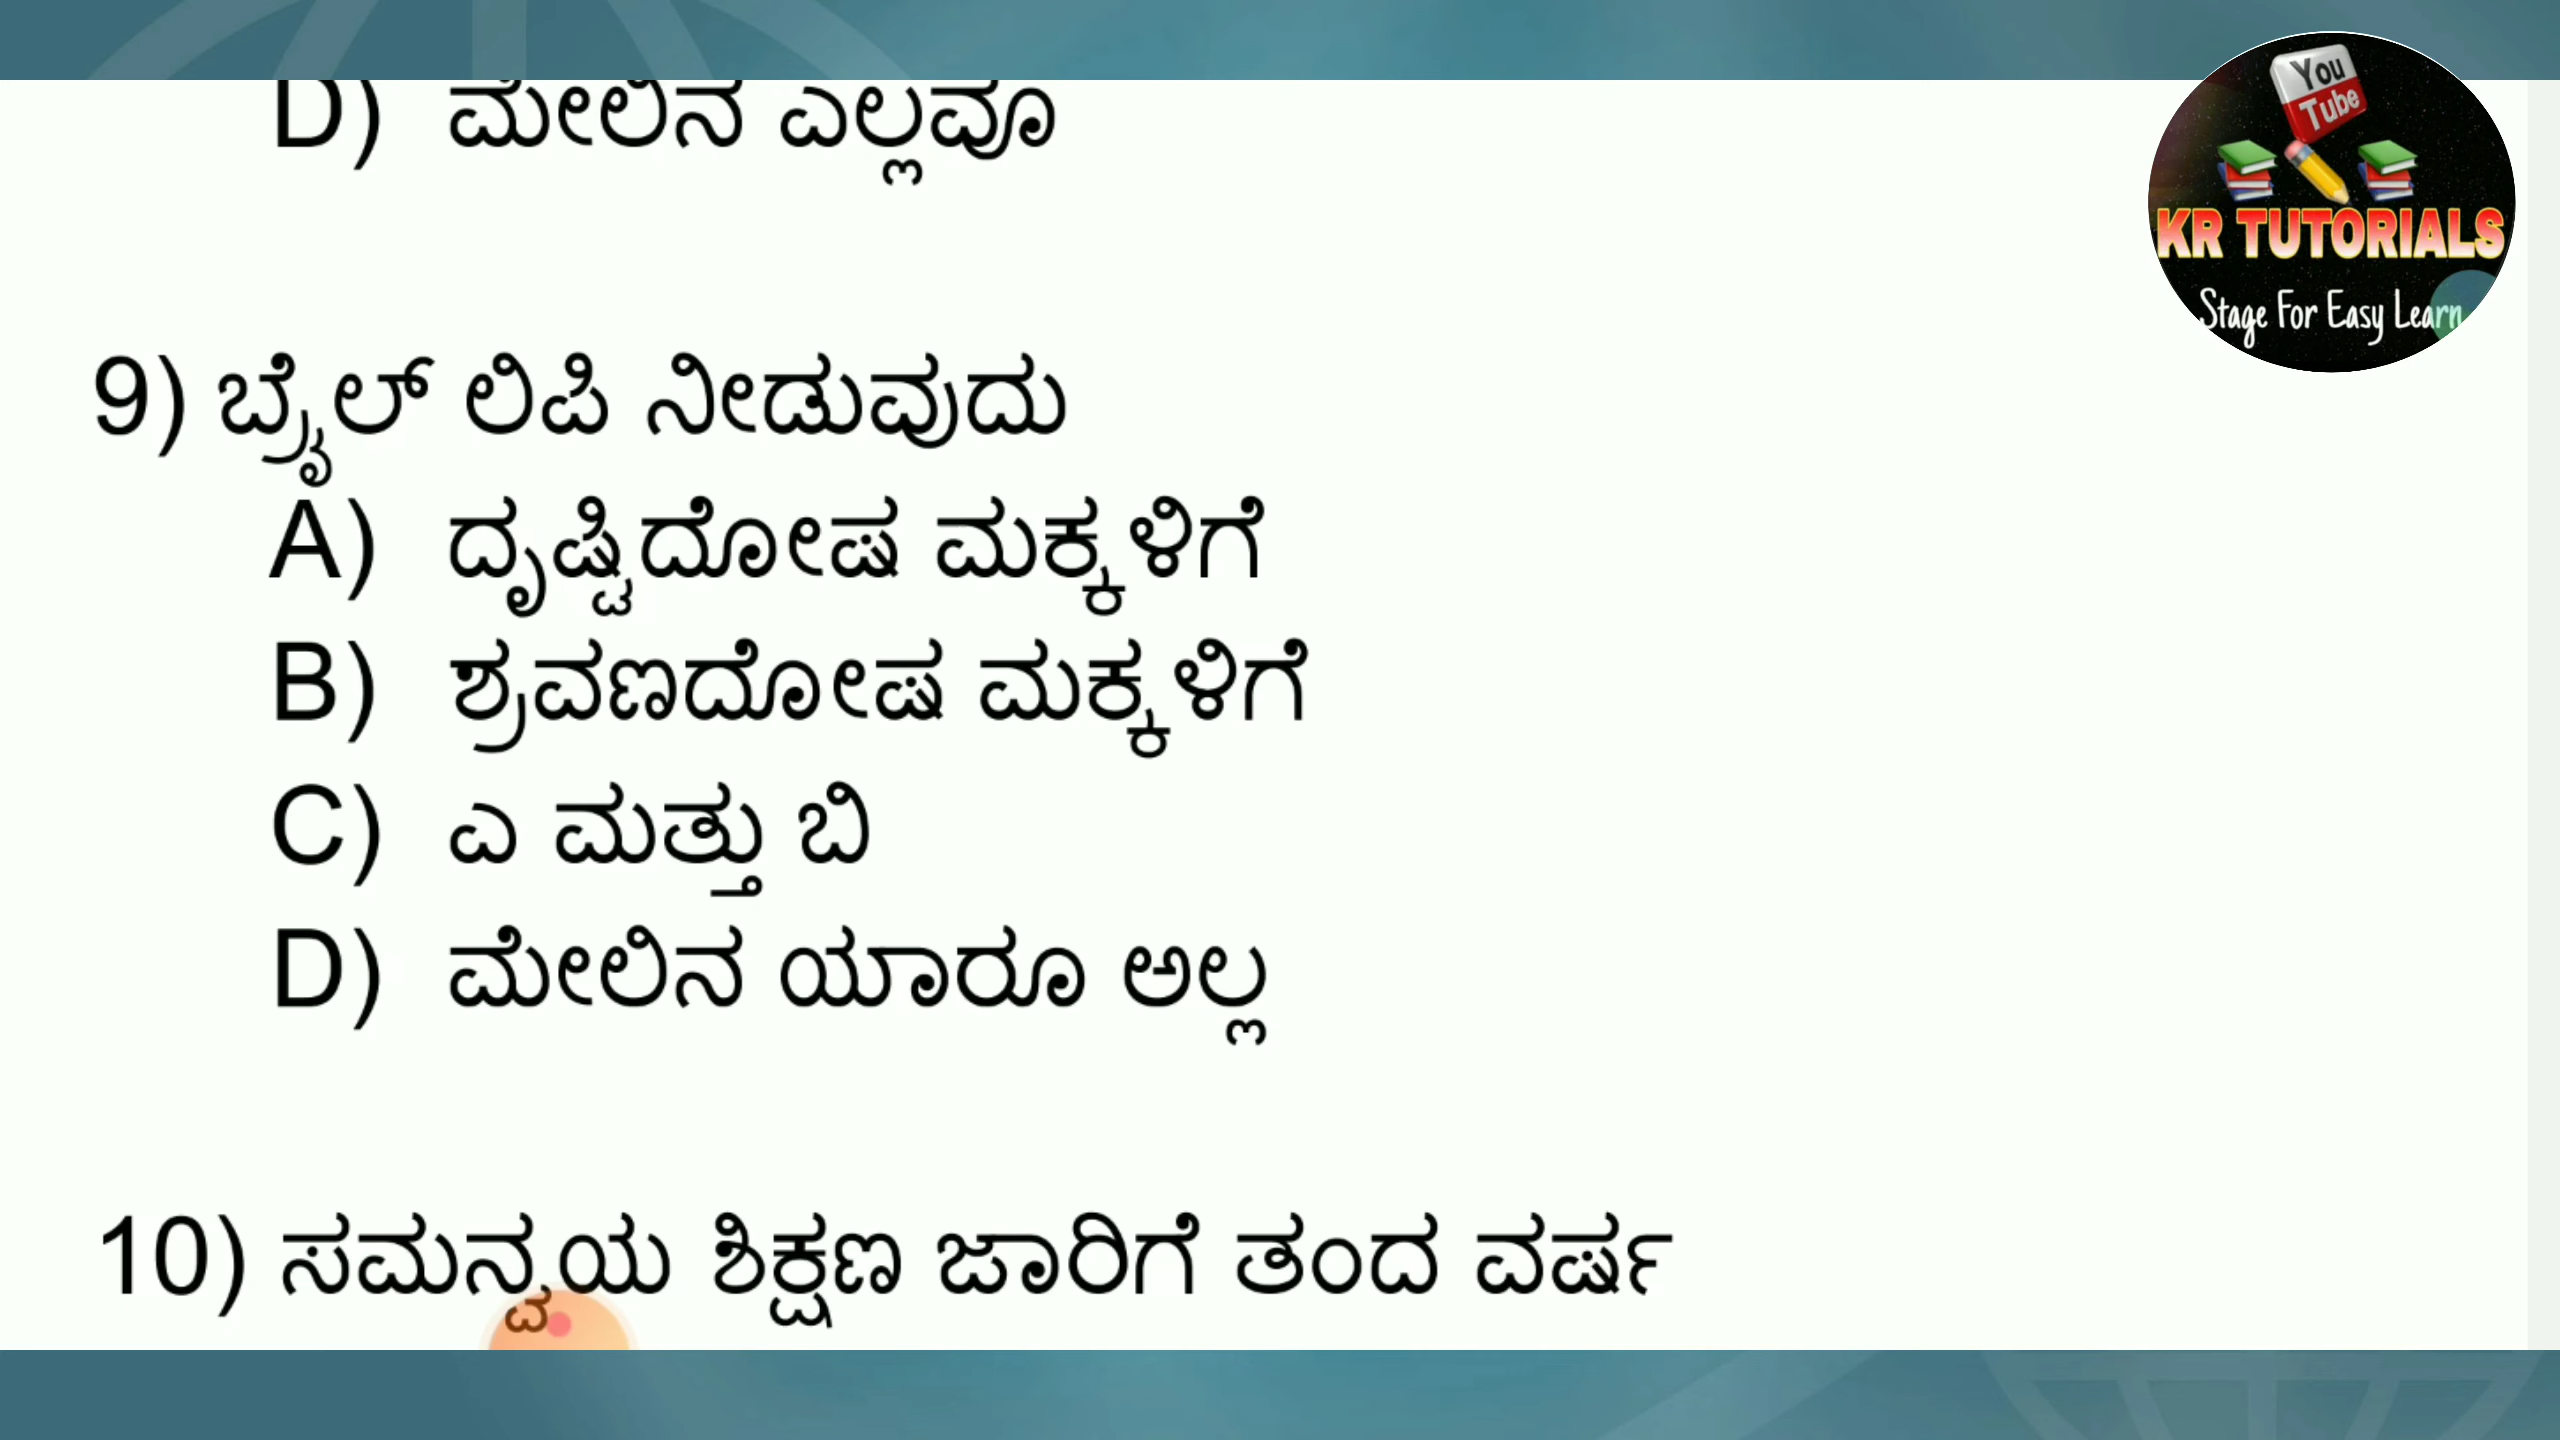 D) ಮೇಲಿನ ಎಲ್ಲವೂ
You
Tube
KR TUTORIALS
Stage For Easy Learn
9) ಬ್ರೈಲ್ ಲಿಪಿ ನೀಡುವುದು
A) ದೃಷ್ಟಿದೋಷ ಮಕ್ಕಳಿಗೆ
B) ಶ್ರವಣದೋಷ ಮಕ್ಕಳಿಗೆ
C) ಎ ಮತ್ತು ಬಿ
D) ಮೇಲಿನ ಯಾರೂ ಅಲ್ಲ
10) ಸಮನ್ವಯ ಶಿಕ್ಷಣ ಜಾರಿಗೆ ತಂದ ವರ್ಷ